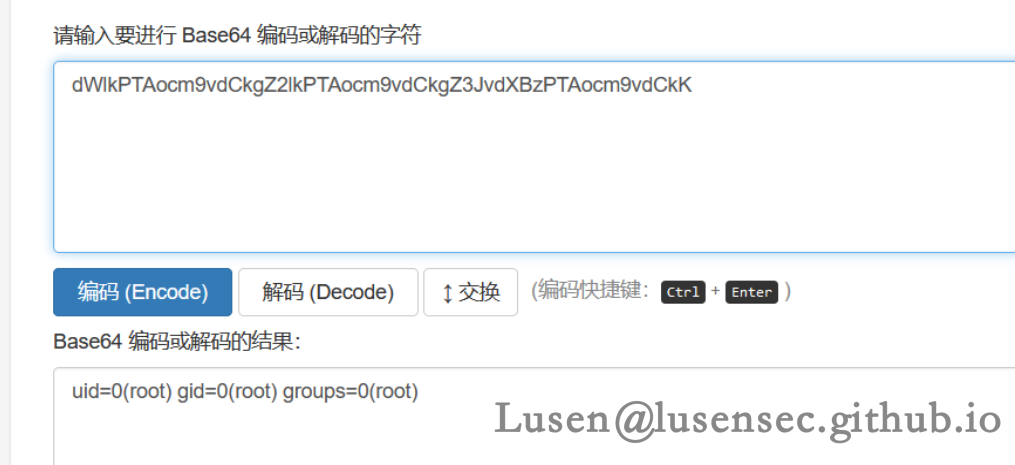 请输入要进行 Base64 编码或解码的字符
dWlkPTAocm9vdCkgZ2lkPTAocm9vdCkgZ3JvdXBzPTAocm9vdCkK
编码 (Encode) 解码 (Decode) ↕ 交换 (编码快捷键： Ctrl + Enter )
Base64 编码或解码的结果：
uid=0(root) gid=0(root) groups=0(root)
Lusen@lusensec.github.io